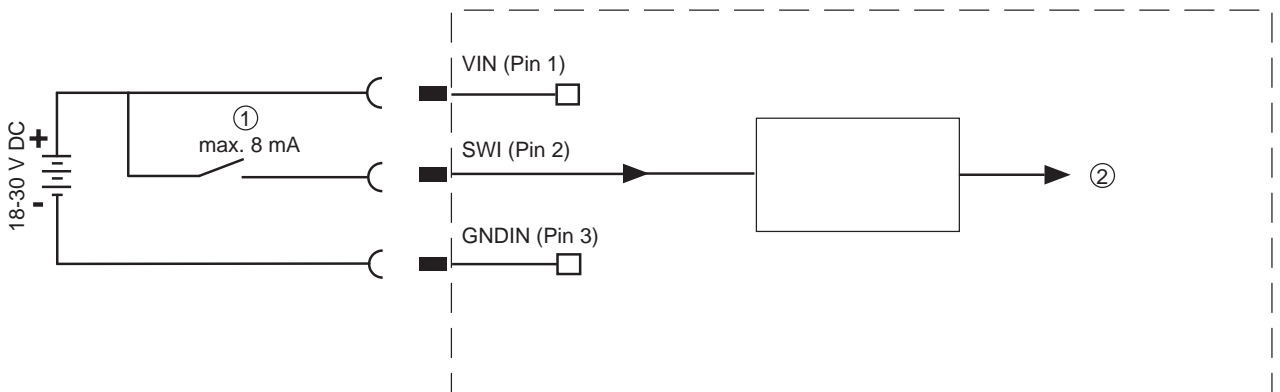 VIN (Pin 1)
①
max. 8 mA
SWI (Pin 2)
18-30 V DC
+
-
②
GNDIN (Pin 3)